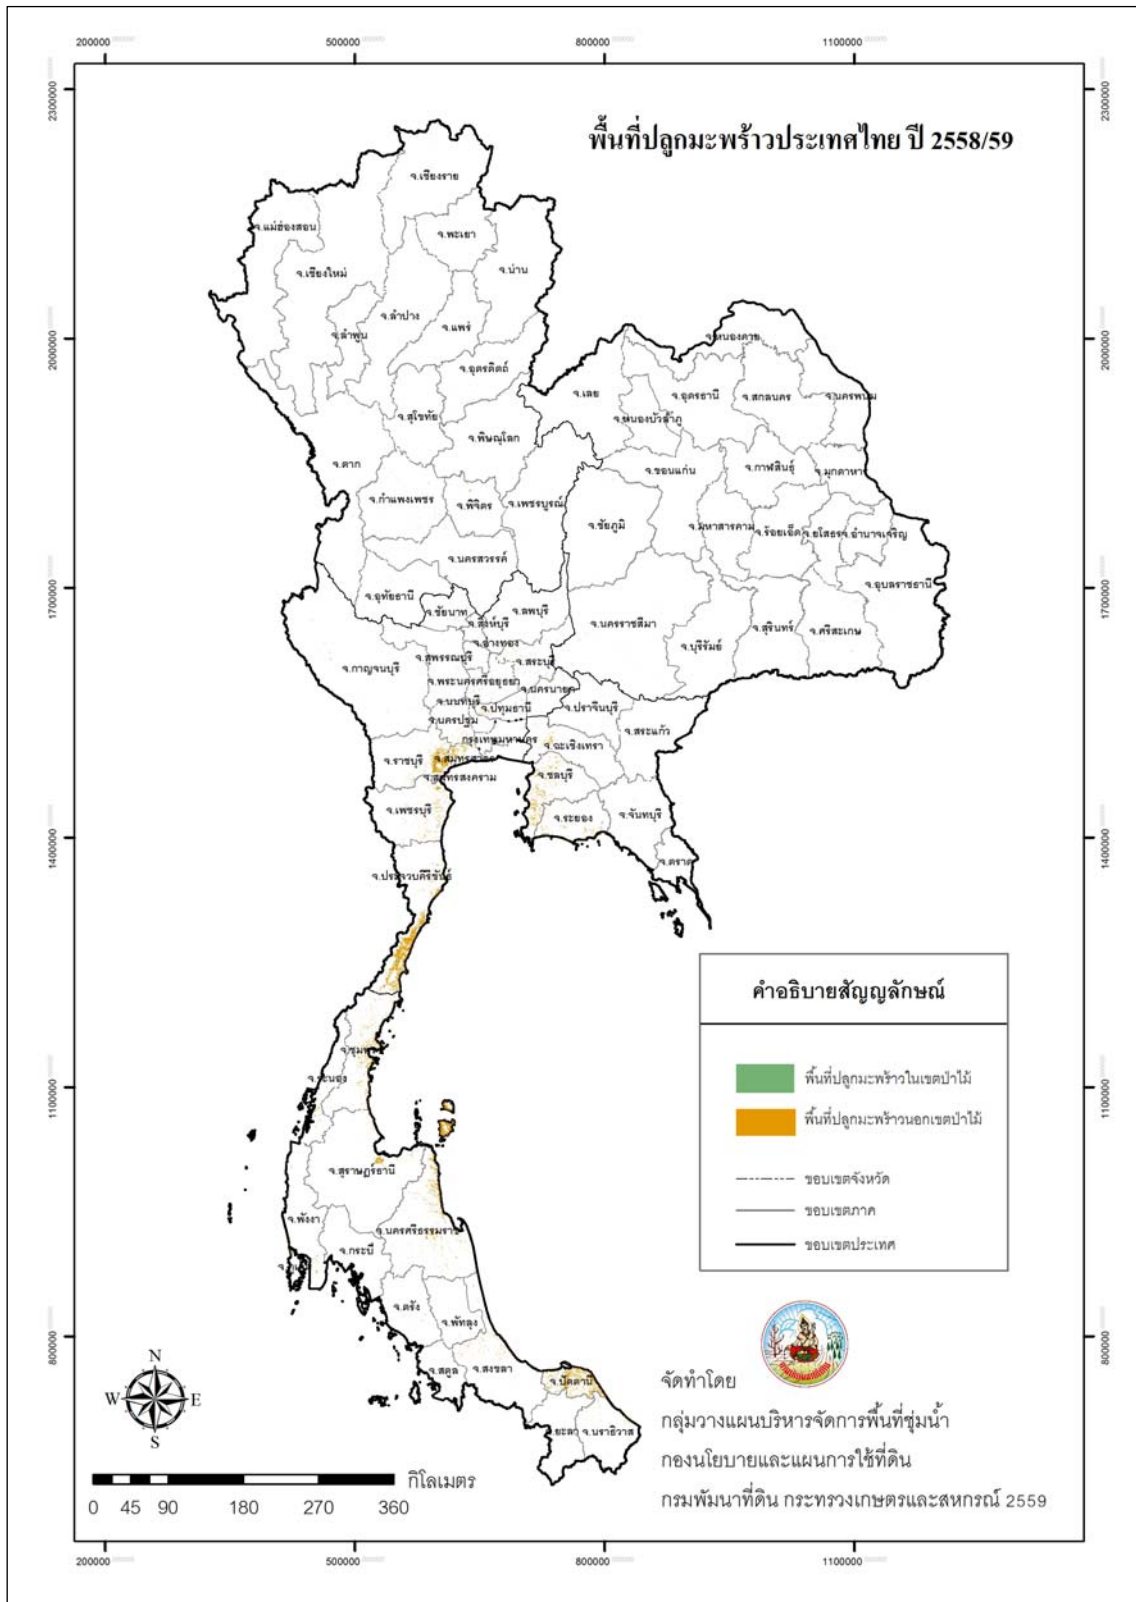 200000 500000 800000 1100000
2300000 2300000
พื้นที่ปลูกมะพร้าวประเทศไทย ปี 2558/59
จ.เชียงราย
จ.แม่ฮ่องสอน
จ.พะเยา
จ.เชียงใหม่
จ.น่าน
จ.ลำปาง
จ.แพร่
จ.ลำพูน
2000000 2000000
จ.หนองคาย
จ.อุตรดิตถ์
จ.เลย
จ.อุดรธานี
จ.สกลนคร
จ.นครพนม
จ.สุโขทัย
จ.หนองบัวลำภู
จ.พิษณุโลก
จ.ตาก
จ.ขอนแก่น
จ.กาฬสินธุ์
จ.มุกดาหาร
จ.กำแพงเพชร
จ.พิจิตร
จ.เพชรบูรณ์
จ.ชัยภูมิ
จ.มหาสารคาม
จ.ร้อยเอ็ด
จ.ยโสธร
จ.อำนาจเจริญ
จ.นครสวรรค์
จ.อุบลราชธานี
1700000 1700000
จ.อุทัยธานี
จ.ชัยนาท
จ.ลพบุรี
จ.สิงห์บุรี
จ.นครราชสีมา
จ.สุรินทร์
จ.ศรีสะเกษ
จ.อ่างทอง
จ.บุรีรัมย์
จ.สุพรรณบุรี
จ.สระบุรี
จ.กาญจนบุรี
จ.พระนครศรีอยุธยา
จ.นครนายก
จ.นนทบุรี
จ.ปทุมธานี
จ.ปราจีนบุรี
จ.นครปฐม
จ.สระแก้ว
กรุงเทพมหานคร
จ.ฉะเชิงเทรา
จ.ราชบุรี
จ.สมุทรสาคร
จ.สมุทรสงคราม
จ.ชลบุรี
จ.เพชรบุรี
จ.ระยอง
จ.จันทบุรี
1400000 1400000
จ.ตราด
จ.ประจวบคีรีขันธ์
คำอธิบายสัญญลักษณ์
จ.ชุมพร
จ.ระนอง
พื้นที่ปลูกมะพร้าวในเขตป่าไม้
1100000 1100000
พื้นที่ปลูกมะพร้าวนอกเขตป่าไม้
จ.สุราษฎร์ธานี
ขอบเขตจังหวัด
จ.พังงา
ขอบเขตภาค
จ.นครศรีธรรมราช
ขอบเขตประเทศ
จ.กระบี่
จ.ตรัง
จ.พัทลุง
800000 800000
จ.สตูล
จ.สงขลา
จ.ปัตตานี
จ.ยะลา
จ.นราธิวาส
N
W E
S
จัดทำโดย
กลุ่มวางแผนบริหารจัดการพื้นที่ชุ่มน้ำ
กองนโยบายและแผนการใช้ที่ดิน
กรมพัฒนาที่ดิน กระทรวงเกษตรและสหกรณ์ 2559
กิโลเมตร
0 45 90 180 270 360
200000 500000 800000 1100000